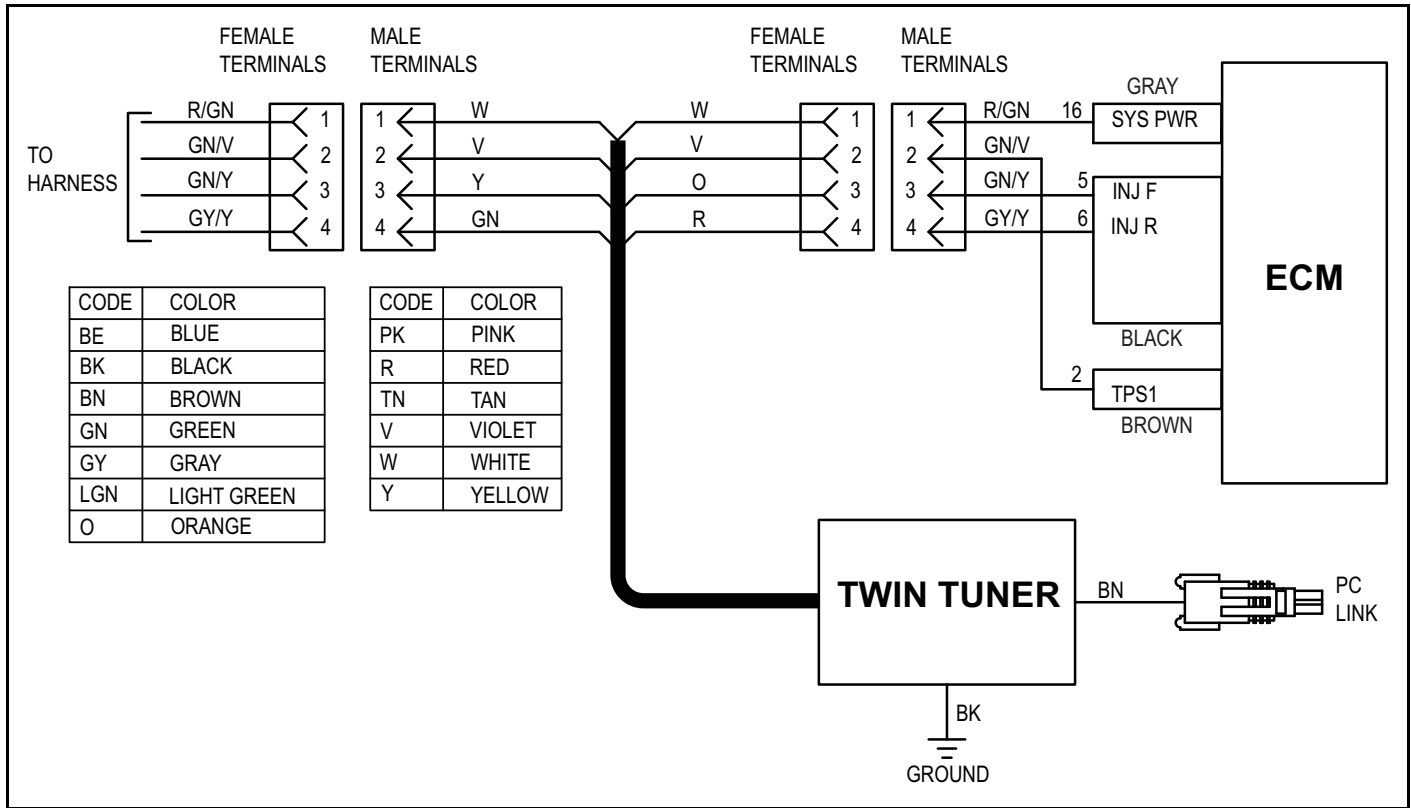 FEMALE
TERMINALS
MALE
TERMINALS
FEMALE
TERMINALS
MALE
TERMINALS
TO
HARNESS
R/GN
GN/V
GN/Y
GY/Y
1
2
3
4
1
2
3
4
W
V
Y
GN
W
V
O
R
1
2
3
4
1
2
3
4
R/GN
GN/V
GN/Y
GY/Y
16
5
6
2
GRAY
SYS PWR
INJ F
INJ R
BLACK
TPS1
BROWN
ECM
CODE COLOR
BE BLUE
BK BLACK
BN BROWN
GN GREEN
GY GRAY
LGN LIGHT GREEN
O ORANGE
CODE COLOR
PK PINK
R RED
TN TAN
V VIOLET
W WHITE
Y YELLOW
TWIN TUNER
BN
PC
LINK
BK
GROUND